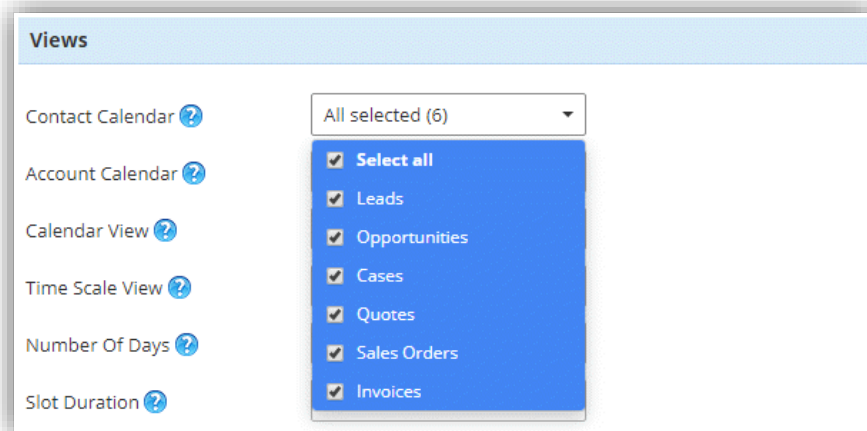 Views
Contact Calendar
All selected (6)
Select all
Account Calendar
Leads
Calendar View
Opportunities
Cases
Time Scale View
Quotes
Number Of Days
Sales Orders
Invoices
Slot Duration